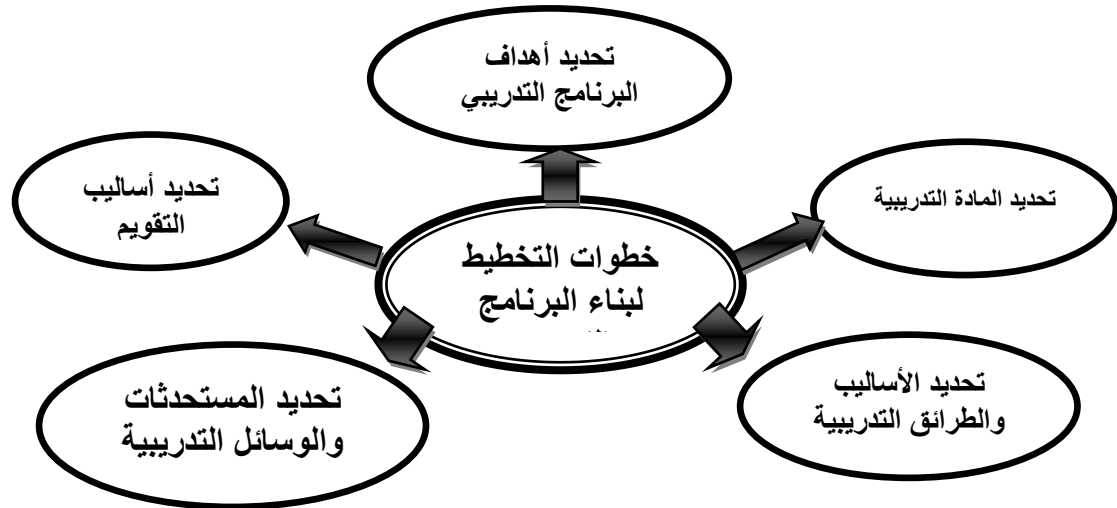 تحديد أهداف
البرنامج التدريبي
تحديد المادة التدريبية
تحديد أساليب
التقويم
خطوات التخطيط
لبناء البرنامج
تحديد الأساليب
والطرائق التدريبية
تحديد المستحدثات
والوسائل التدريبية